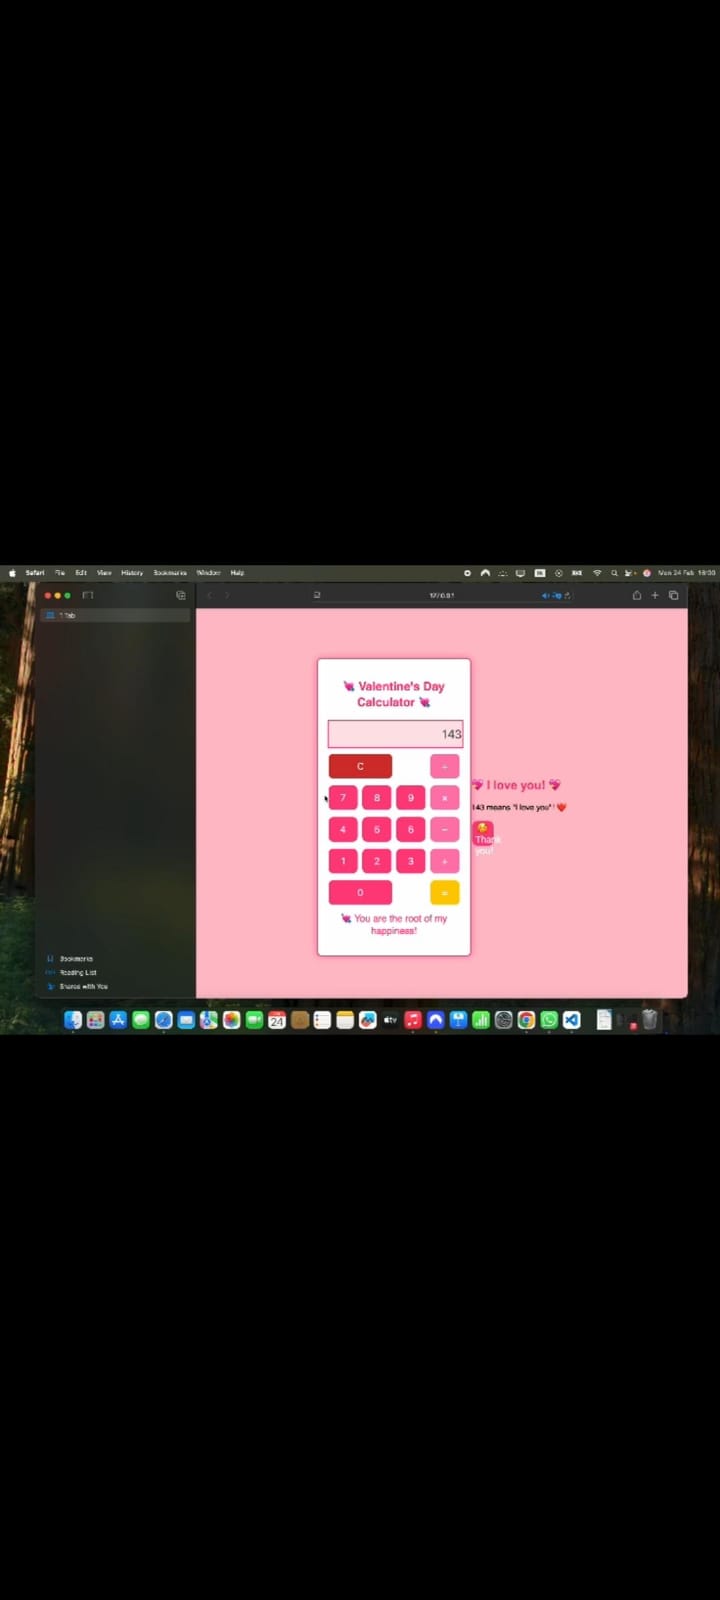 Safari File Edit View History Bookmarks Window Help
Mon 24 Feb 18:00
1 Tab
127.0.0.1
💘 Valentine's Day
Calculator 💘
143
C ÷
7 8 9 ×
4 5 6 −
1 2 3 +
0 =
💘 You are the root of my
happiness!
💖 I love you! 💖
143 means "I love you"! ❤️
🥰
Thank
you!
Bookmarks
Reading List
Shared with You
24
tv